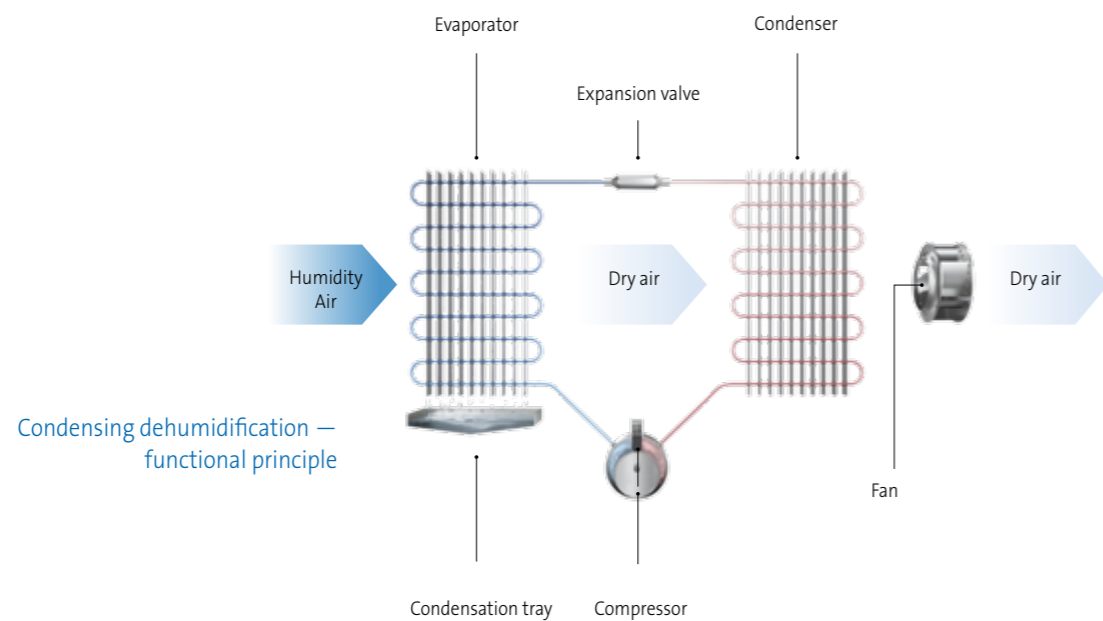 Evaporator
Condenser
Expansion valve
Humidity
Air
Dry air
Dry air
Condensing dehumidification —
functional principle
Fan
Condensation tray
Compressor